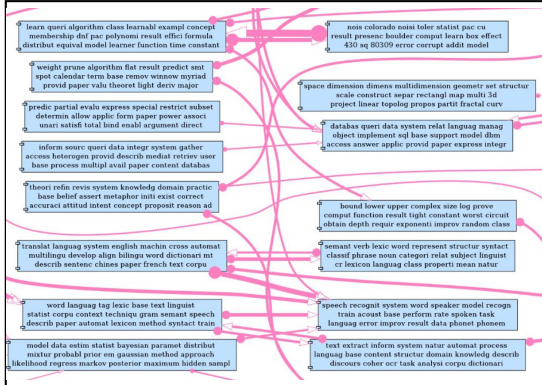 learn queri algorithm class learnabl exampl concept
membership dnf pac polynomi result effici formula
distribut equival model learner function time constant
nois colorado noisi toler statist pac cu
result presenc boulder comput learn box effect
430 sq 80309 error corrupt addit model
weight prune algorithm flat result predict smt
spot calendar term base remov winnow myriad
provid paper valu theoret light deriv major
space dimension dimens multidimension geometr set structur
scale construct separ rectangl map multi 3d
project linear topolog propos partit fractal curv
predic partial evalu express special restrict subset
determin allow applic form paper power associ
unari satisfi total bind enabl argument direct
databas queri data system relat languag manag
object implement sql base support model dbm
access answer applic provid paper express integr
inform sourc queri data integr system gather
access heterogen provid describ mediat retriev user
base process multipl avail paper content databas
theori refin revis system knowledg domain practic
base belief assert metaphor initi exist correct
accuraci attitud intent concept proposit reason ad
bound lower upper complex size log prove
comput function result tight constant worst circuit
obtain depth requir exponenti improv random class
translat languag system english machin cross automat
multilingu develop align bilingu word dictionari mt
describ sentenc chines paper french text corpu
semant verb lexic word represent structur syntact
classif phrase noun categori relat subject linguist
cr lexicon languag class properti mean natur
word languag tag lexic base text linguist
statist corpu context techniqu gram semant speech
describ paper automat lexicon method syntact train
speech recognit system word speaker model recogn
train acoust base perform rate spoken task
languag error improv result data phonet phonem
model data estim statist bayesian paramet distribut
mixtur probabl prior em gaussian method approach
likelihood regress markov posterior maximum hidden sampl
text extract inform system natur automat process
languag base content structur domain knowledg describ
discours coher ocr task analysi corpu dictionari